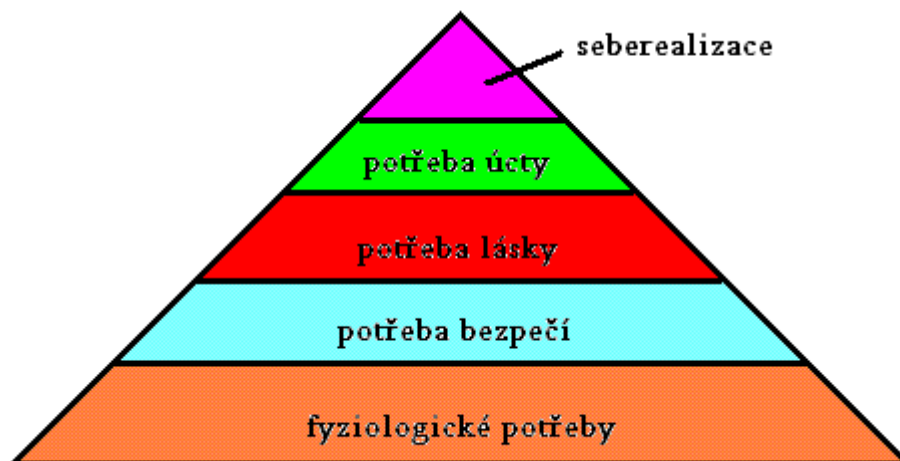 seberealizace
potřeba úcty
potřeba lásky
potřeba bezpečí
fyziologické potřeby